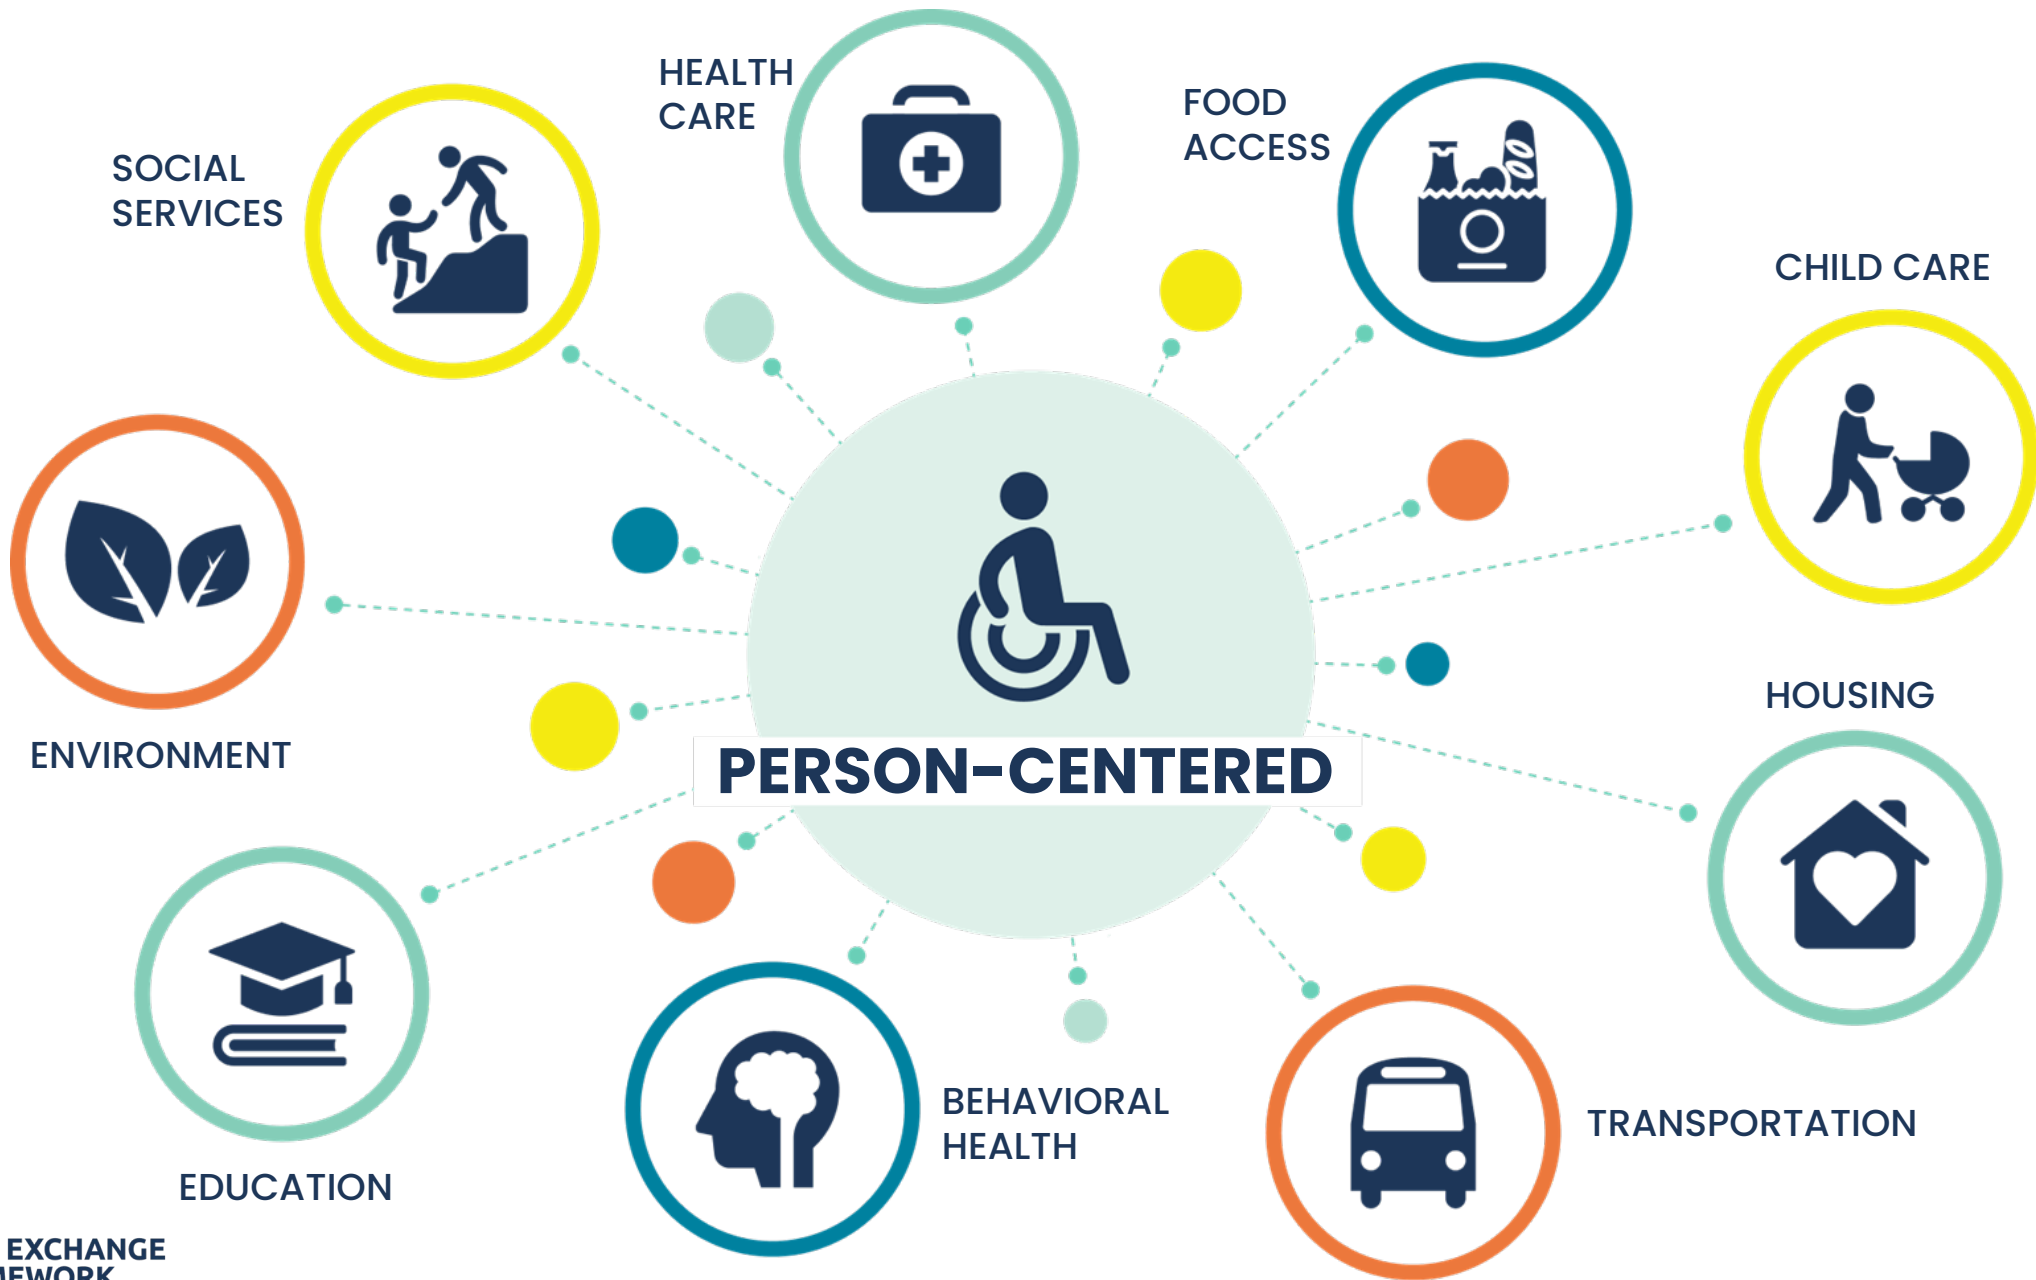 HEALTH
CARE
FOOD
ACCESS
SOCIAL
SERVICES
CHILD CARE
HOUSING
ENVIRONMENT
PERSON-CENTERED
BEHAVIORAL
HEALTH
TRANSPORTATION
EDUCATION
EXCHANGE